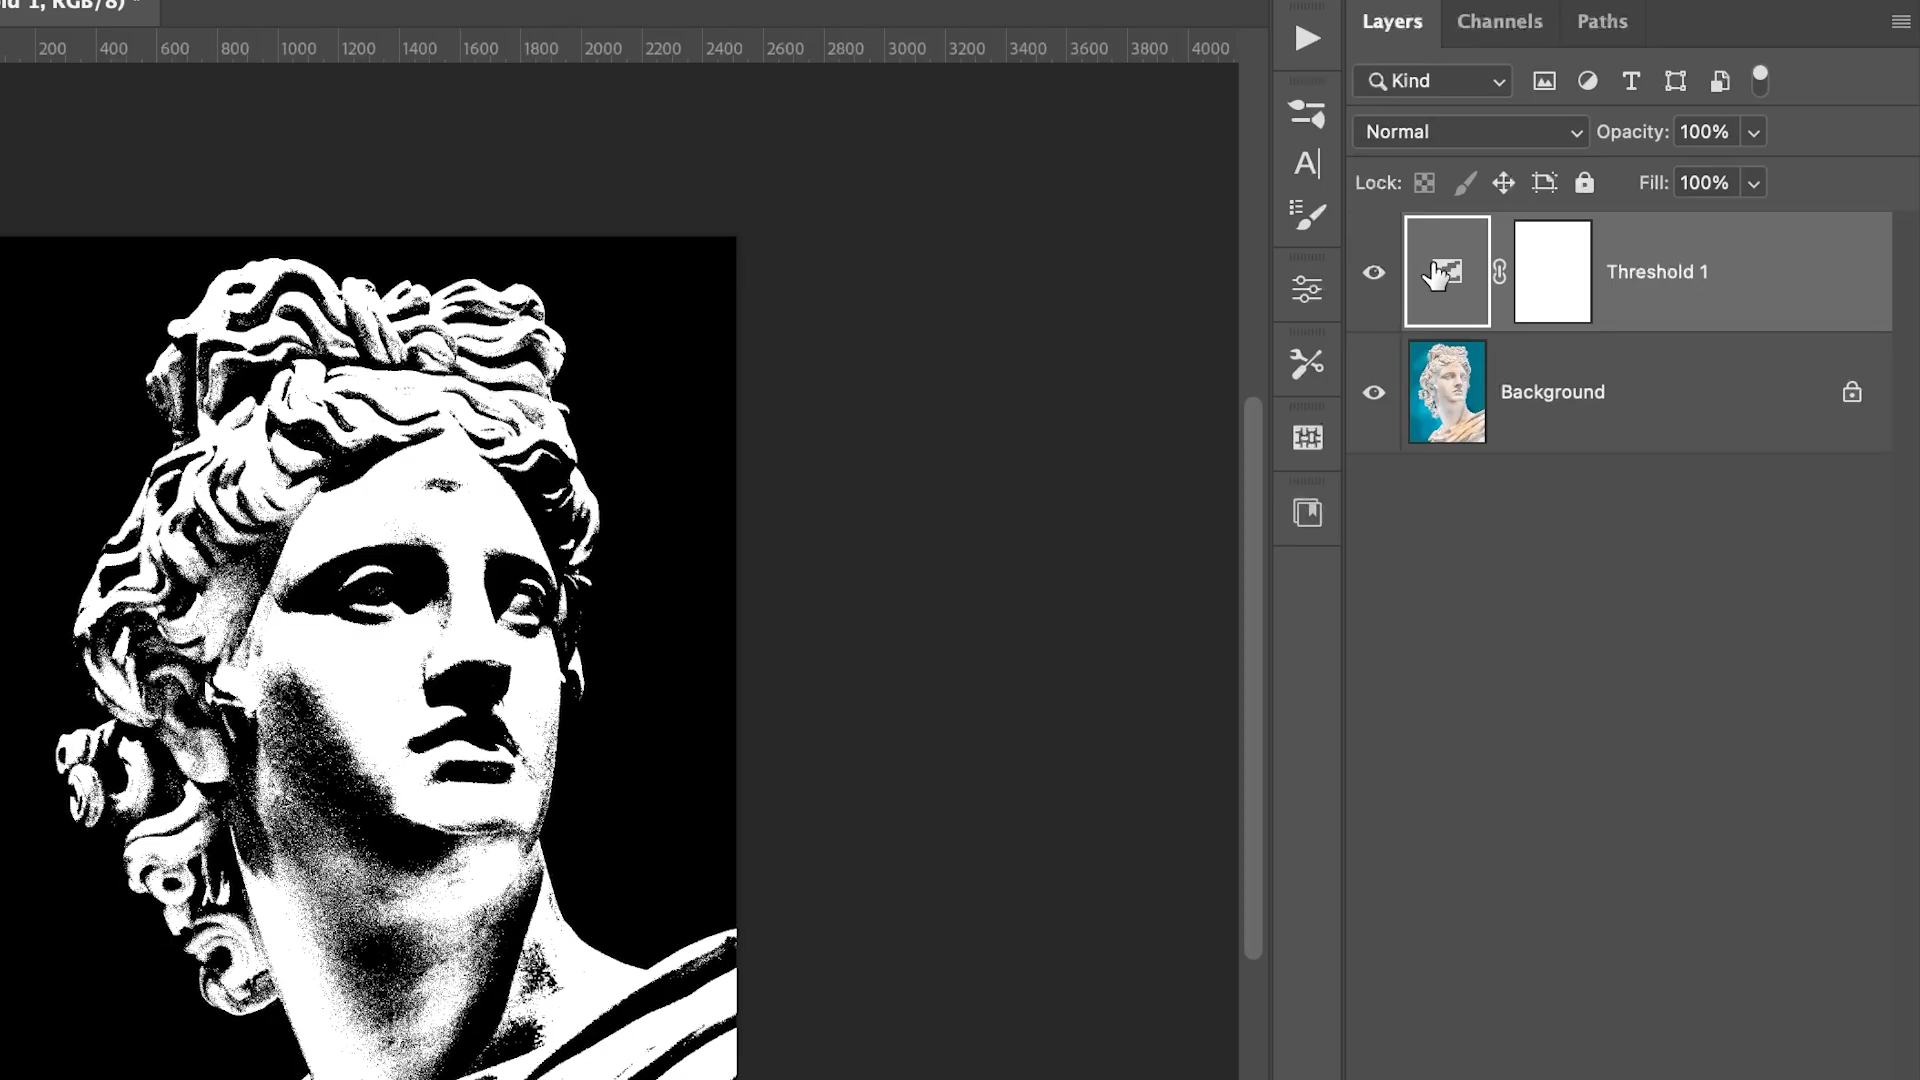 ld 1, RGB/8) *
200 400 600 800 1000 1200 1400 1600 1800 2000 2200 2400 2600 2800 3000 3200 3400 3600 3800 4000
Layers Channels Paths
Kind
Normal Opacity: 100%
Lock: Fill: 100%
Threshold 1
Background